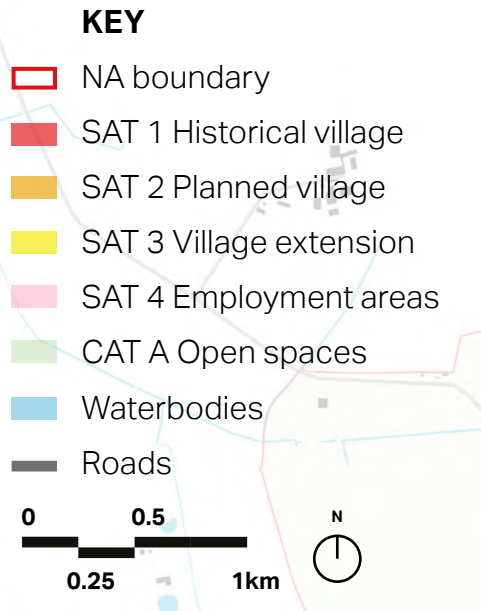 KEY
NA boundary
SAT 1 Historical village
SAT 2 Planned village
SAT 3 Village extension
SAT 4 Employment areas
CAT A Open spaces
Waterbodies
Roads
0 0.5 N
0.25 1km